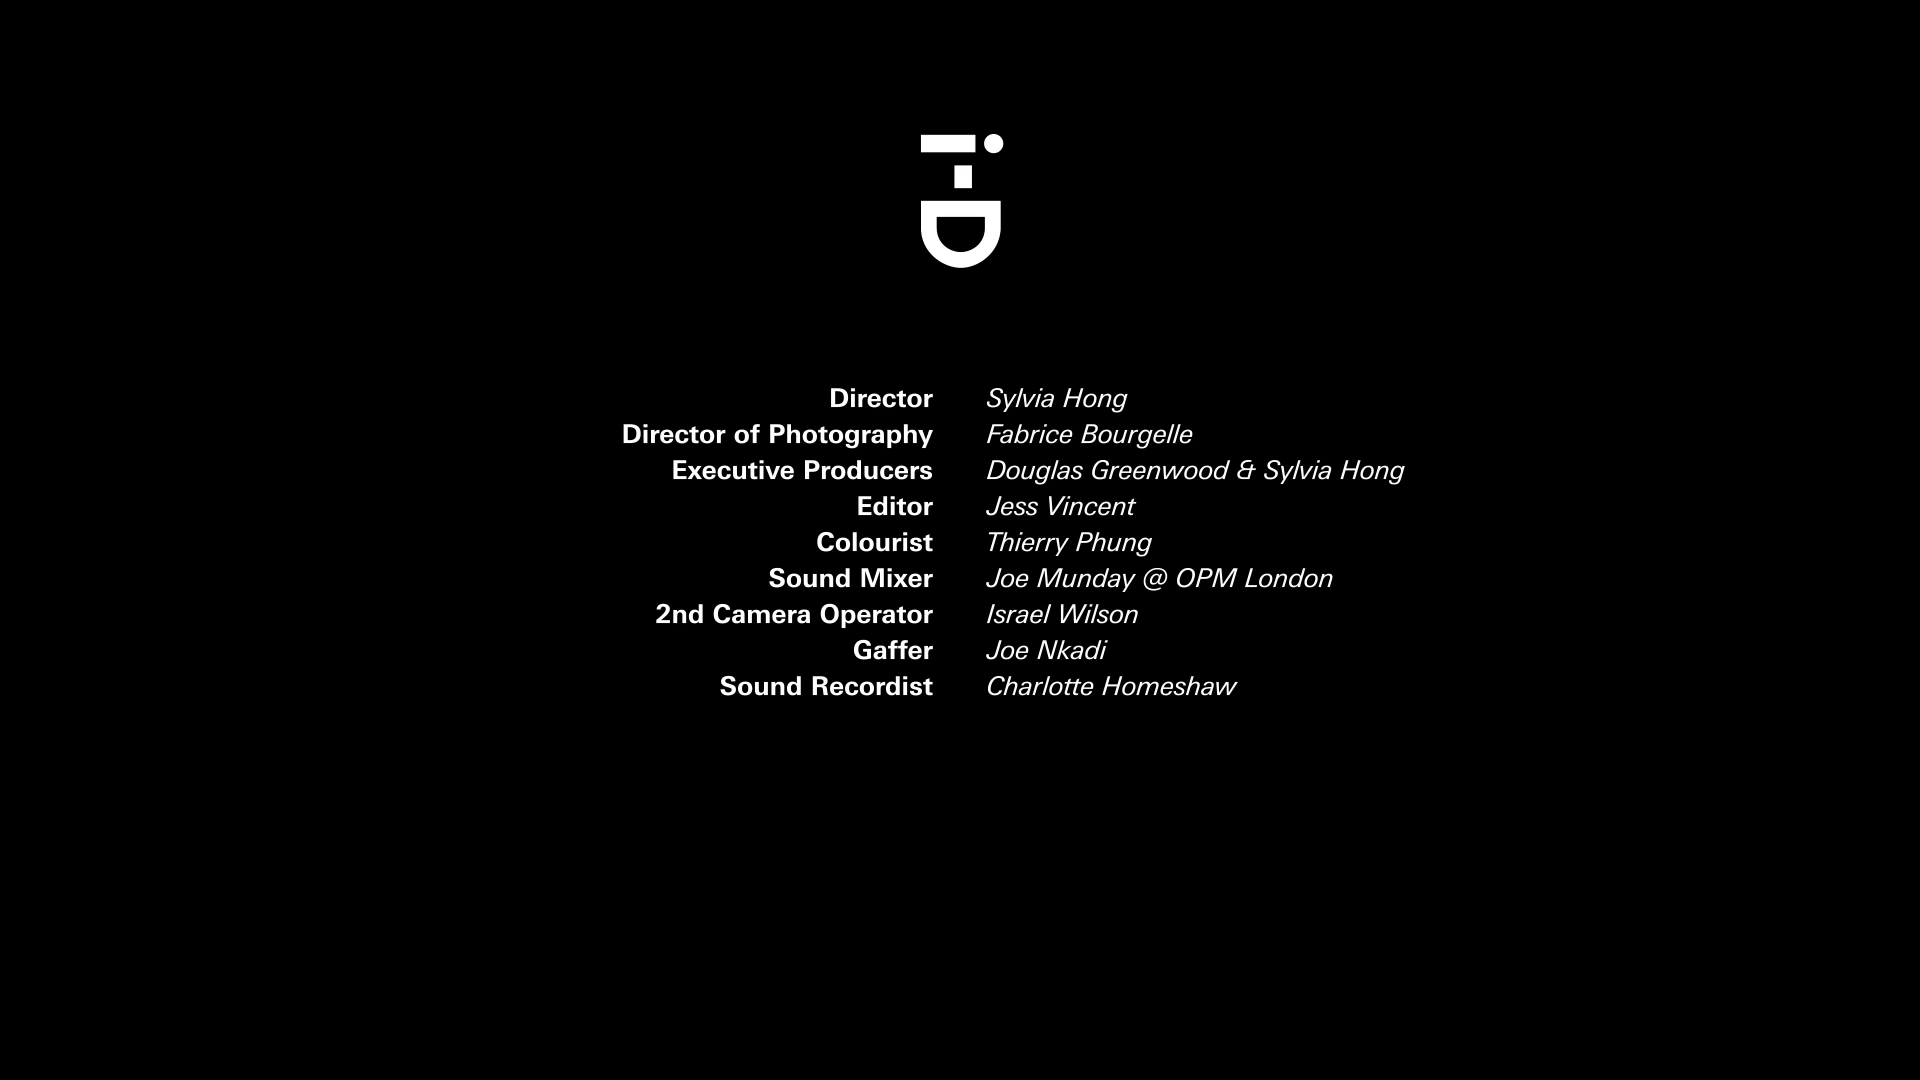 i-D
Director Sylvia Hong
Director of Photography Fabrice Bourgelle
Executive Producers Douglas Greenwood & Sylvia Hong
Editor Jess Vincent
Colourist Thierry Phung
Sound Mixer Joe Munday @ OPM London
2nd Camera Operator Israel Wilson
Gaffer Joe Nkadi
Sound Recordist Charlotte Homeshaw